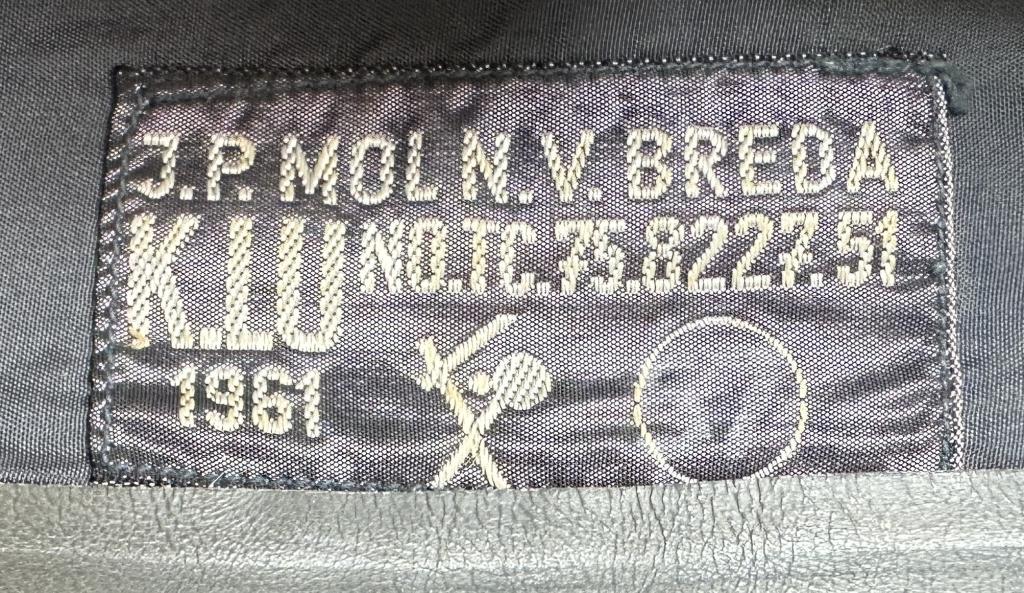 J.P. MOL N.V. BREDA
K.LU NO.TC.75.8227.51
1961